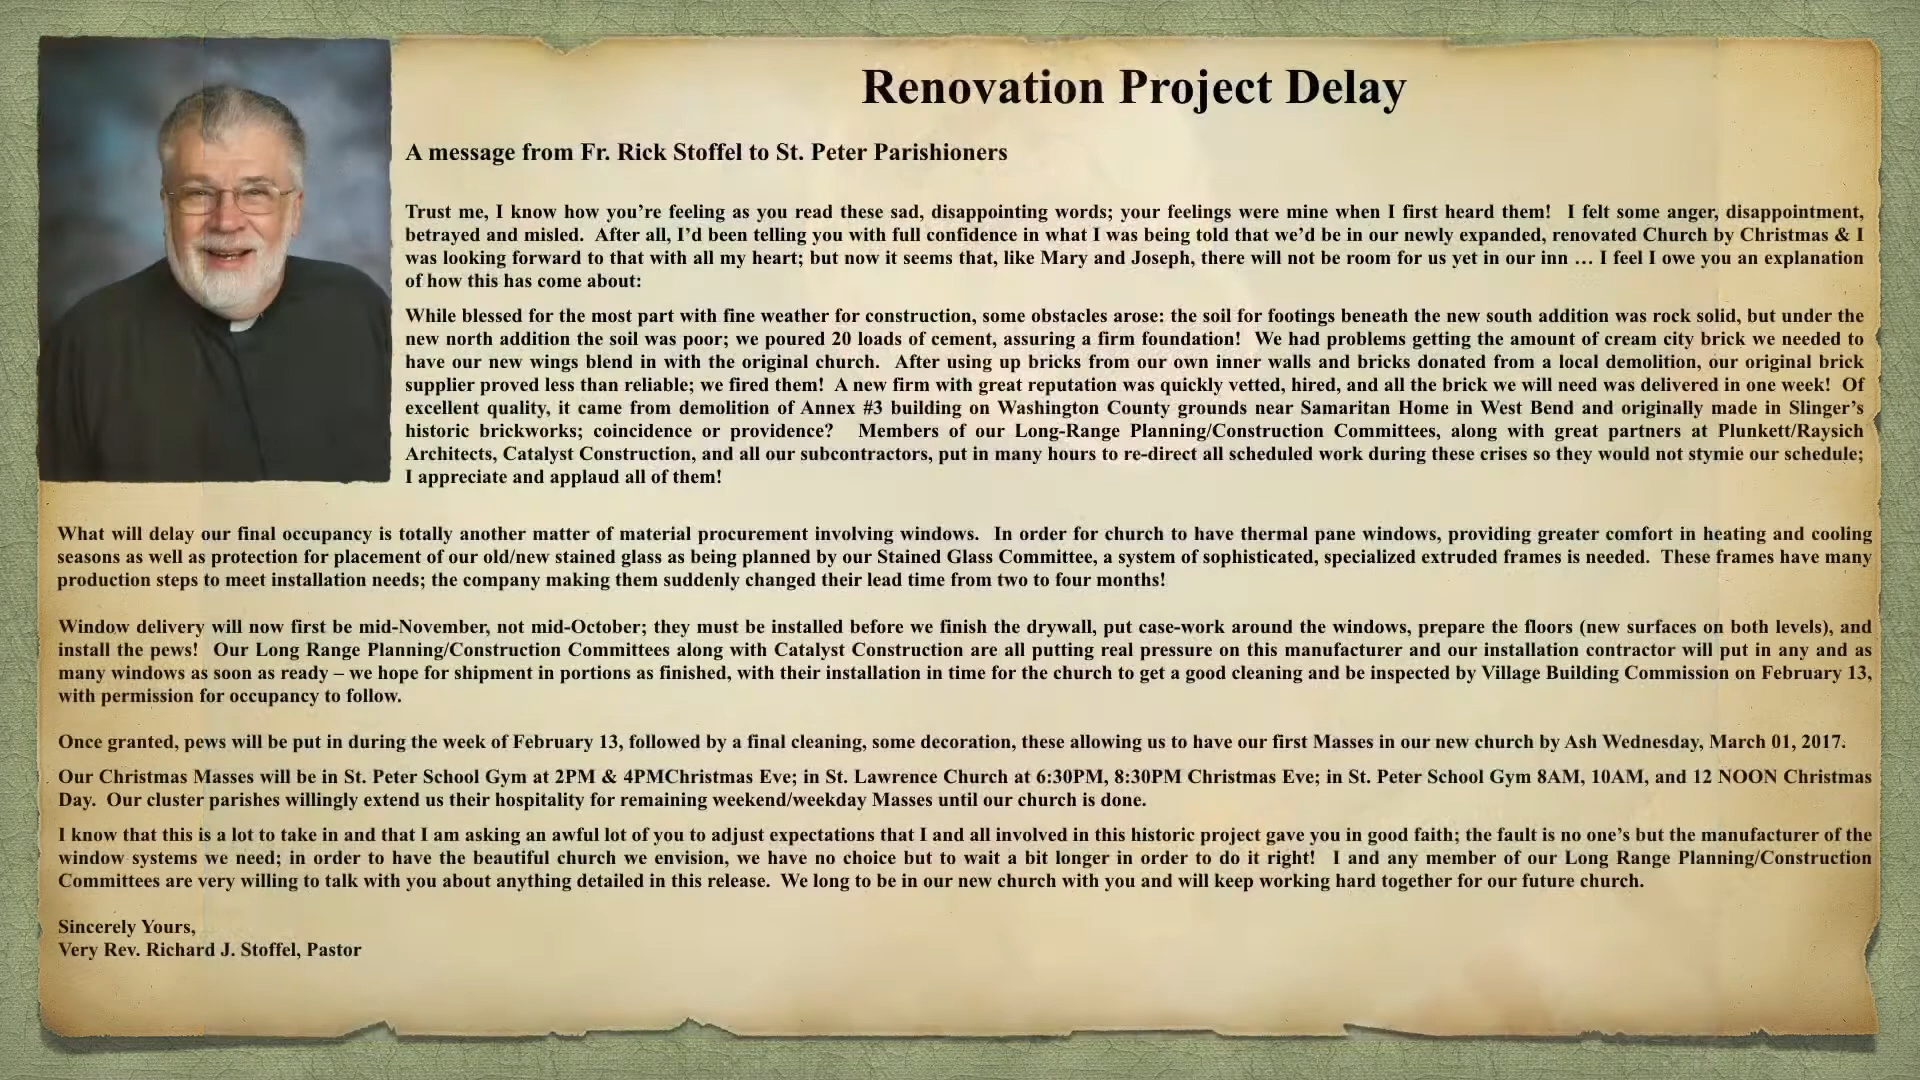 Renovation Project Delay
A message from Fr. Rick Stoffel to St. Peter Parishioners
Trust me, I know how you’re feeling as you read these sad, disappointing words; your feelings were mine when I first heard them!  I felt some anger, disappointment,
betrayed and misled.  After all, I’d been telling you with full confidence in what I was being told that we’d be in our newly expanded, renovated Church by Christmas & I
was looking forward to that with all my heart; but now it seems that, like Mary and Joseph, there will not be room for us yet in our inn … I feel I owe you an explanation
of how this has come about:
While blessed for the most part with fine weather for construction, some obstacles arose: the soil for footings beneath the new south addition was rock solid, but under the
new north addition the soil was poor; we poured 20 loads of cement, assuring a firm foundation!  We had problems getting the amount of cream city brick we needed to
have our new wings blend in with the original church.  After using up bricks from our own inner walls and bricks donated from a local demolition, our original brick
supplier proved less than reliable; we fired them!  A new firm with great reputation was quickly vetted, hired, and all the brick we will need was delivered in one week!  Of
excellent quality, it came from demolition of Annex #3 building on Washington County grounds near Samaritan Home in West Bend and originally made in Slinger’s
historic brickworks; coincidence or providence?  Members of our Long-Range Planning/Construction Committees, along with great partners at Plunkett/Raysich
Architects, Catalyst Construction, and all our subcontractors, put in many hours to re-direct all scheduled work during these crises so they would not stymie our schedule;
I appreciate and applaud all of them!
What will delay our final occupancy is totally another matter of material procurement involving windows.  In order for church to have thermal pane windows, providing greater comfort in heating and cooling
seasons as well as protection for placement of our old/new stained glass as being planned by our Stained Glass Committee, a system of sophisticated, specialized extruded frames is needed.  These frames have many
production steps to meet installation needs; the company making them suddenly changed their lead time from two to four months!
Window delivery will now first be mid-November, not mid-October; they must be installed before we finish the drywall, put case-work around the windows, prepare the floors (new surfaces on both levels), and
install the pews!  Our Long Range Planning/Construction Committees along with Catalyst Construction are all putting real pressure on this manufacturer and our installation contractor will put in any and as
many windows as soon as ready – we hope for shipment in portions as finished, with their installation in time for the church to get a good cleaning and be inspected by Village Building Commission on February 13,
with permission for occupancy to follow.
Once granted, pews will be put in during the week of February 13, followed by a final cleaning, some decoration, these allowing us to have our first Masses in our new church by Ash Wednesday, March 01, 2017.
Our Christmas Masses will be in St. Peter School Gym at 2PM & 4PMChristmas Eve; in St. Lawrence Church at 6:30PM, 8:30PM Christmas Eve; in St. Peter School Gym 8AM, 10AM, and 12 NOON Christmas
Day.  Our cluster parishes willingly extend us their hospitality for remaining weekend/weekday Masses until our church is done.
I know that this is a lot to take in and that I am asking an awful lot of you to adjust expectations that I and all involved in this historic project gave you in good faith; the fault is no one’s but the manufacturer of the
window systems we need; in order to have the beautiful church we envision, we have no choice but to wait a bit longer in order to do it right!  I and any member of our Long Range Planning/Construction
Committees are very willing to talk with you about anything detailed in this release.  We long to be in our new church with you and will keep working hard together for our future church.
Sincerely Yours,
Very Rev. Richard J. Stoffel, Pastor